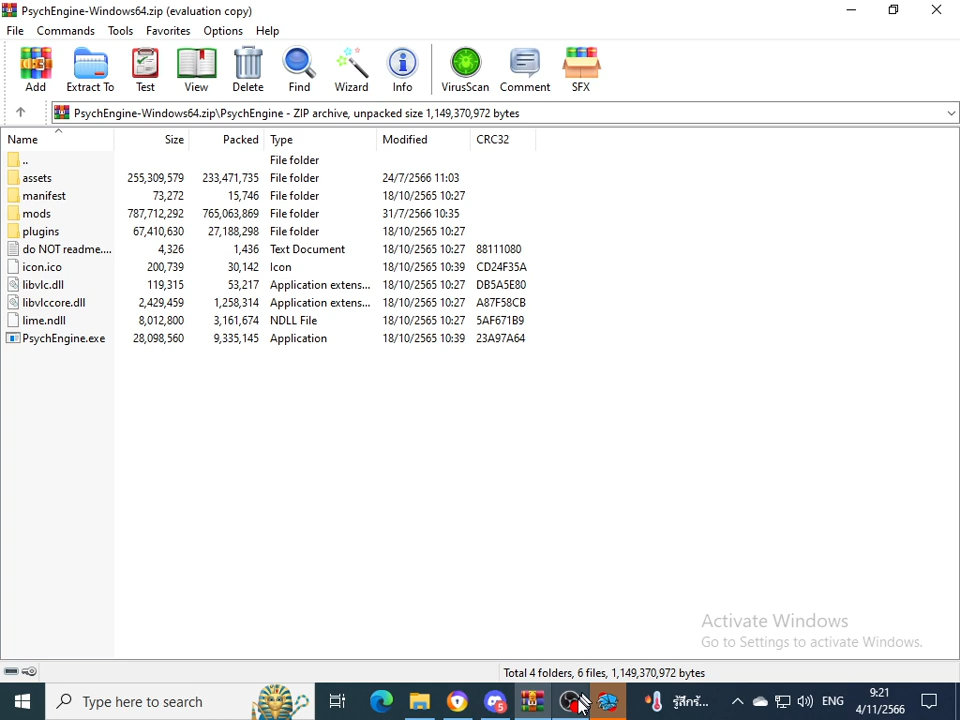 PsychEngine-Windows64.zip (evaluation copy)
File Commands Tools Favorites Options Help
Add Extract To Test View Delete Find Wizard Info VirusScan Comment SFX
PsychEngine-Windows64.zip\PsychEngine - ZIP archive, unpacked size 1,149,370,972 bytes
Name Size Packed Type Modified CRC32
.. File folder
assets 255,309,579 233,471,735 File folder 24/7/2566 11:03
manifest 73,272 15,746 File folder 18/10/2565 10:27
mods 787,712,292 765,063,869 File folder 31/7/2566 10:35
plugins 67,410,630 27,188,298 File folder 18/10/2565 10:27
do NOT readme.... 4,326 1,436 Text Document 18/10/2565 10:27 88111080
icon.ico 200,739 30,142 Icon 18/10/2565 10:39 CD24F35A
libvlc.dll 119,315 53,217 Application extens... 18/10/2565 10:27 DB5A5E80
libvlccore.dll 2,429,459 1,258,314 Application extens... 18/10/2565 10:27 A87F58CB
lime.ndll 8,012,800 3,161,674 NDLL File 18/10/2565 10:27 5AF671B9
PsychEngine.exe 28,098,560 9,335,145 Application 18/10/2565 10:39 23A97A64
Activate Windows
Go to Settings to activate Windows.
Total 4 folders, 6 files, 1,149,370,972 bytes
Type here to search 5 รู้สึกร้... ENG 9:21
4/11/2566